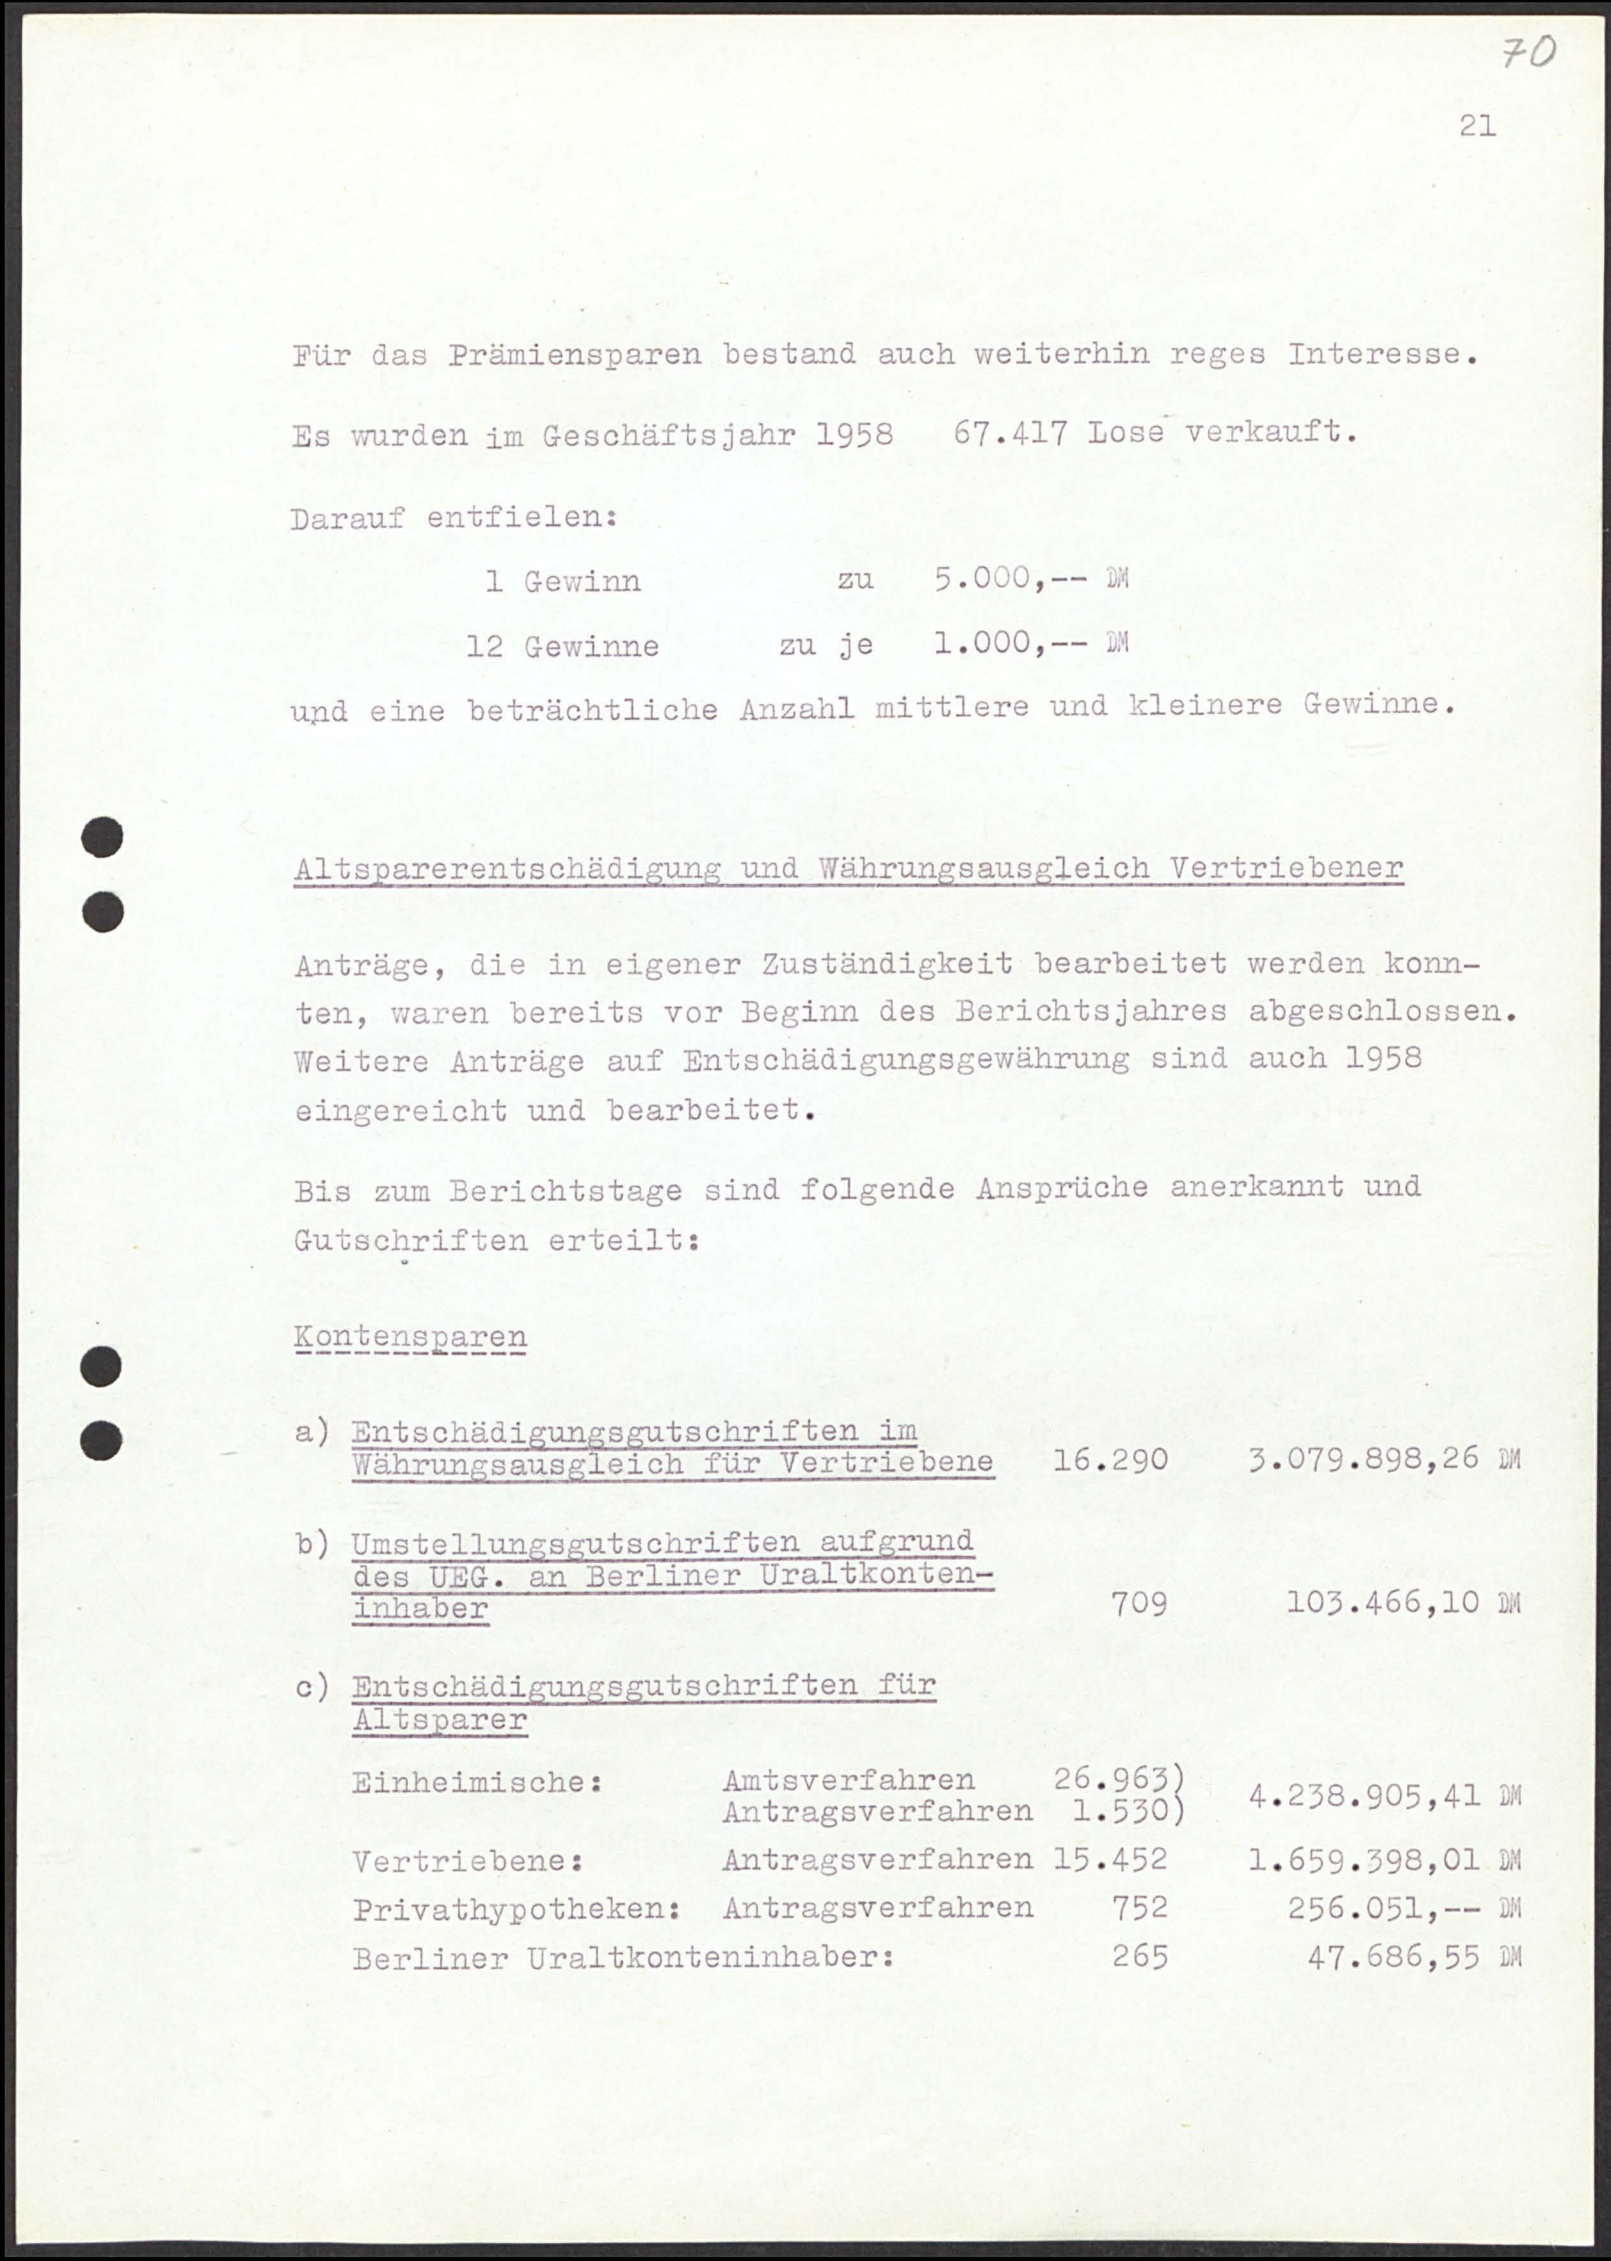 70
21
Für das Prämiensparen bestand auch weiterhin reges Interesse.
Es wurden im Geschäftsjahr 1958 67.417 Lose verkauft.
Darauf entfielen:
1 Gewinn zu 5.000,-- DM
12 Gewinne zu je 1.000,-- DM
und eine beträchtliche Anzahl mittlere und kleinere Gewinne.
Altsparerentschädigung und Währungsausgleich Vertriebener
Anträge, die in eigener Zuständigkeit bearbeitet werden konn-
ten, waren bereits vor Beginn des Berichtsjahres abgeschlossen.
Weitere Anträge auf Entschädigungsgewährung sind auch 1958
eingereicht und bearbeitet.
Bis zum Berichtstage sind folgende Ansprüche anerkannt und
Gutschriften erteilt:
Kontensparen
a) Entschädigungsgutschriften im
Währungsausgleich für Vertriebene 16.290 3.079.898,26 DM
b) Umstellungsgutschriften aufgrund
des UEG. an Berliner Uraltkonten-
inhaber 709 103.466,10 DM
c) Entschädigungsgutschriften für
Altsparer
Einheimische: Amtsverfahren 26.963)
Antragsverfahren 1.530) 4.238.905,41 DM
Vertriebene: Antragsverfahren 15.452 1.659.398,01 DM
Privathypotheken: Antragsverfahren 752 256.051,-- DM
Berliner Uraltkonteninhaber: 265 47.686,55 DM